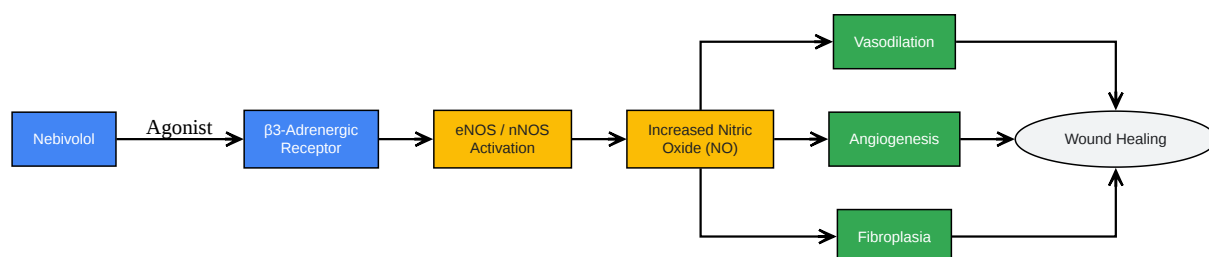 Nebivolol
Agonist
β3-Adrenergic
Receptor
eNOS / nNOS
Activation
Increased Nitric
Oxide (NO)
Vasodilation
Angiogenesis
Fibroplasia
Wound Healing